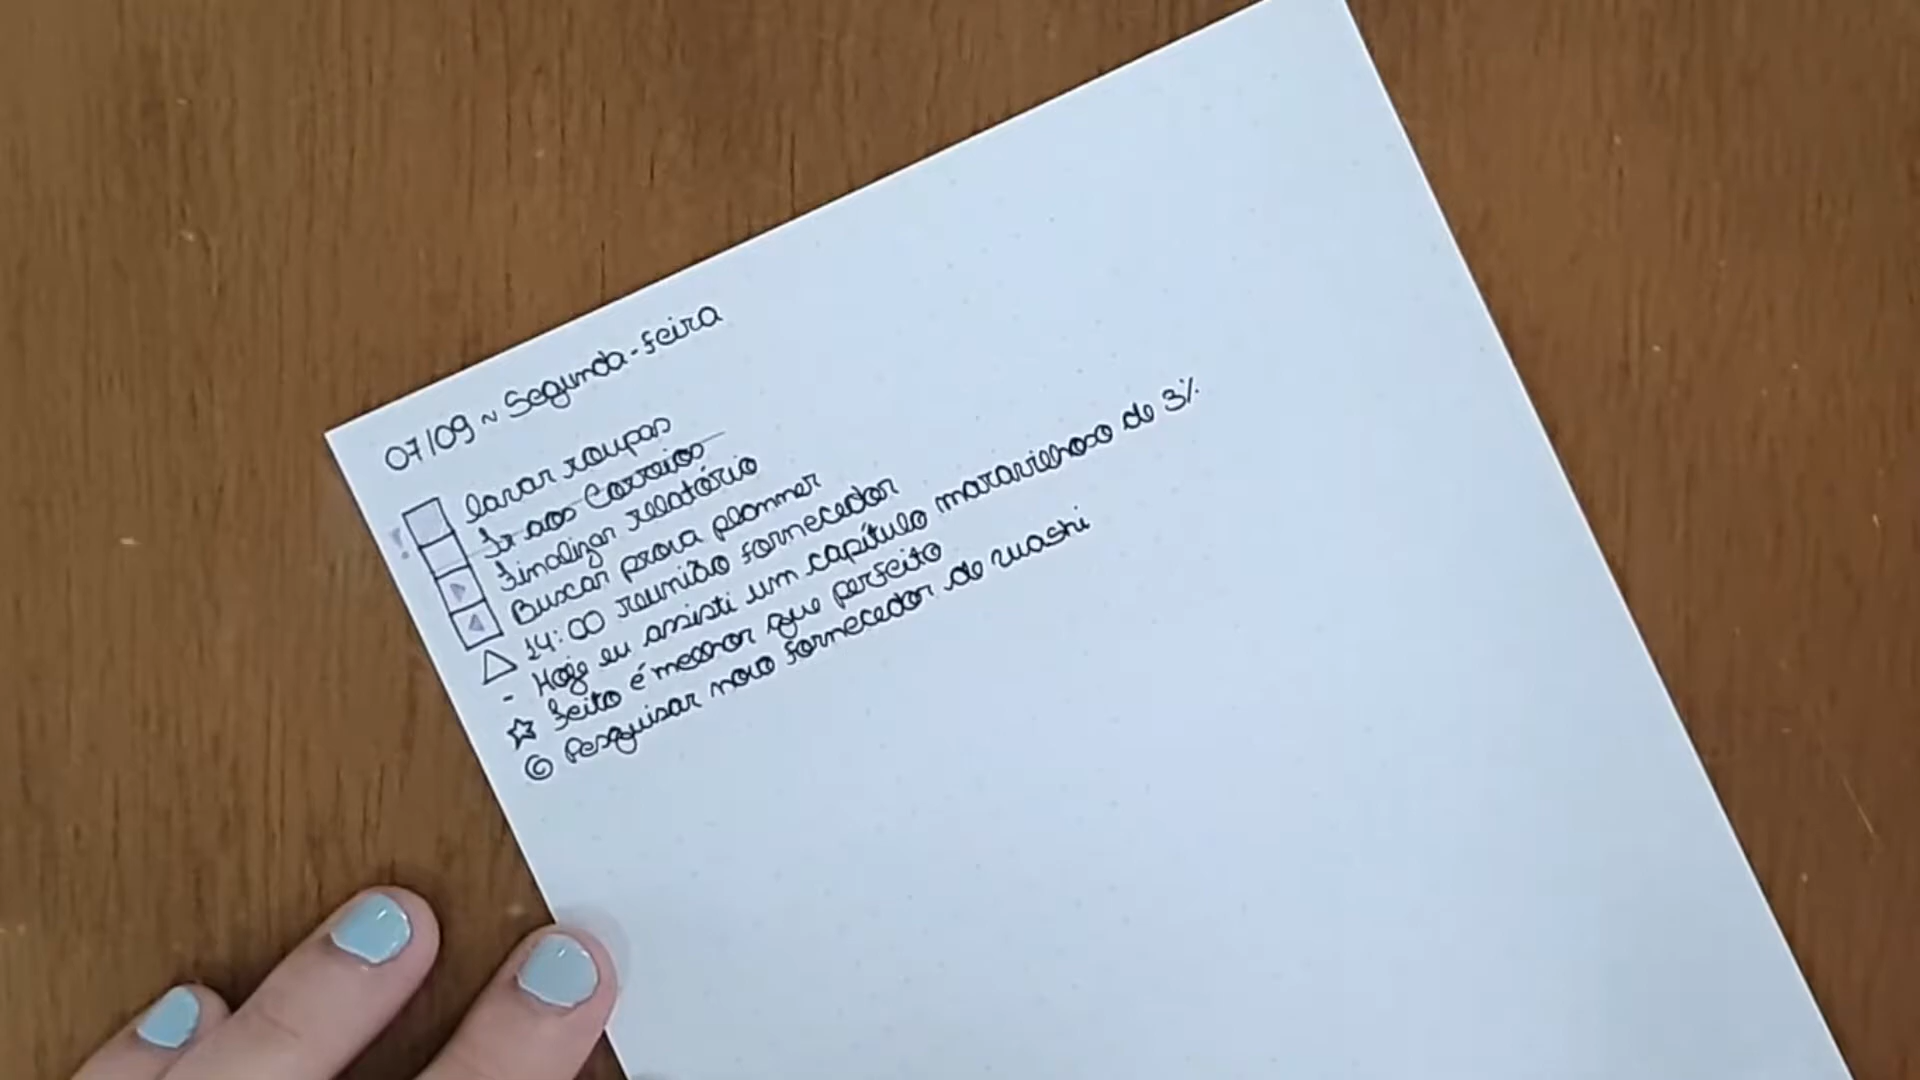 07/09 ~ Segunda-feira
lavar roupas
Ir aos Correios
Finalizar relatório
Buscar prova planner
14:00 reunião fornecedor
- Hoje eu assisti um capítulo maravilhoso de 3%
Feito é melhor que perfeito
Pesquisar novo fornecedor de washi